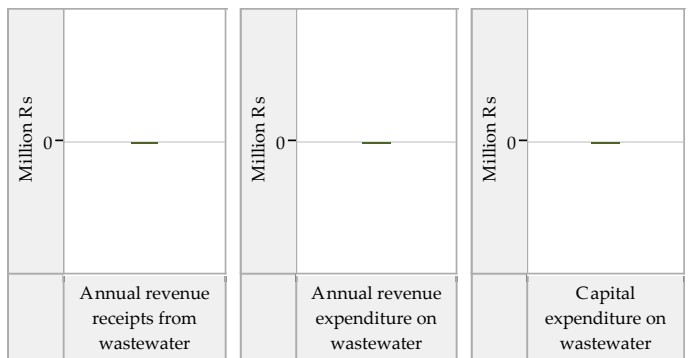 Million Rs
0
Annual revenue
receipts from
wastewater
Million Rs
0
Annual revenue
expenditure on
wastewater
Million Rs
0
Capital
expenditure on
wastewater